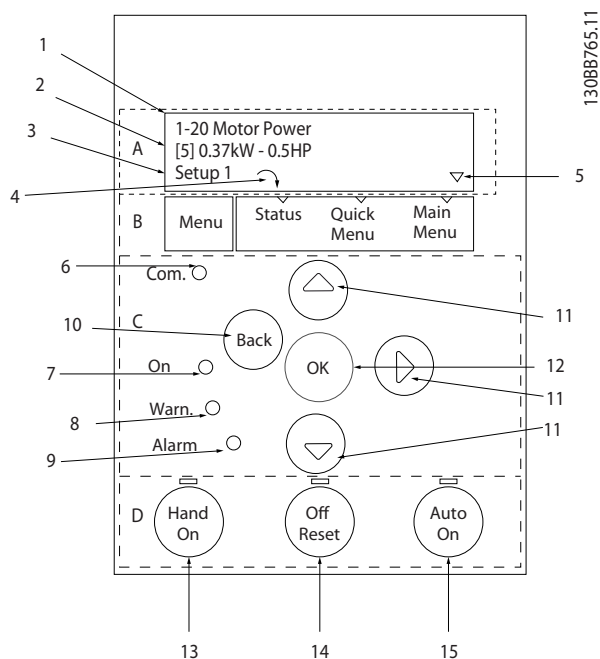 130BB765.11
1
2
3
4
5
A
1-20 Motor Power
[5] 0.37kW - 0.5HP
Setup 1
B
Menu
Status
Quick
Menu
Main
Menu
6
Com.
10
C
Back
11
7
On
OK
12
11
8
Warn.
11
9
Alarm
D
Hand
On
Off
Reset
Auto
On
13
14
15